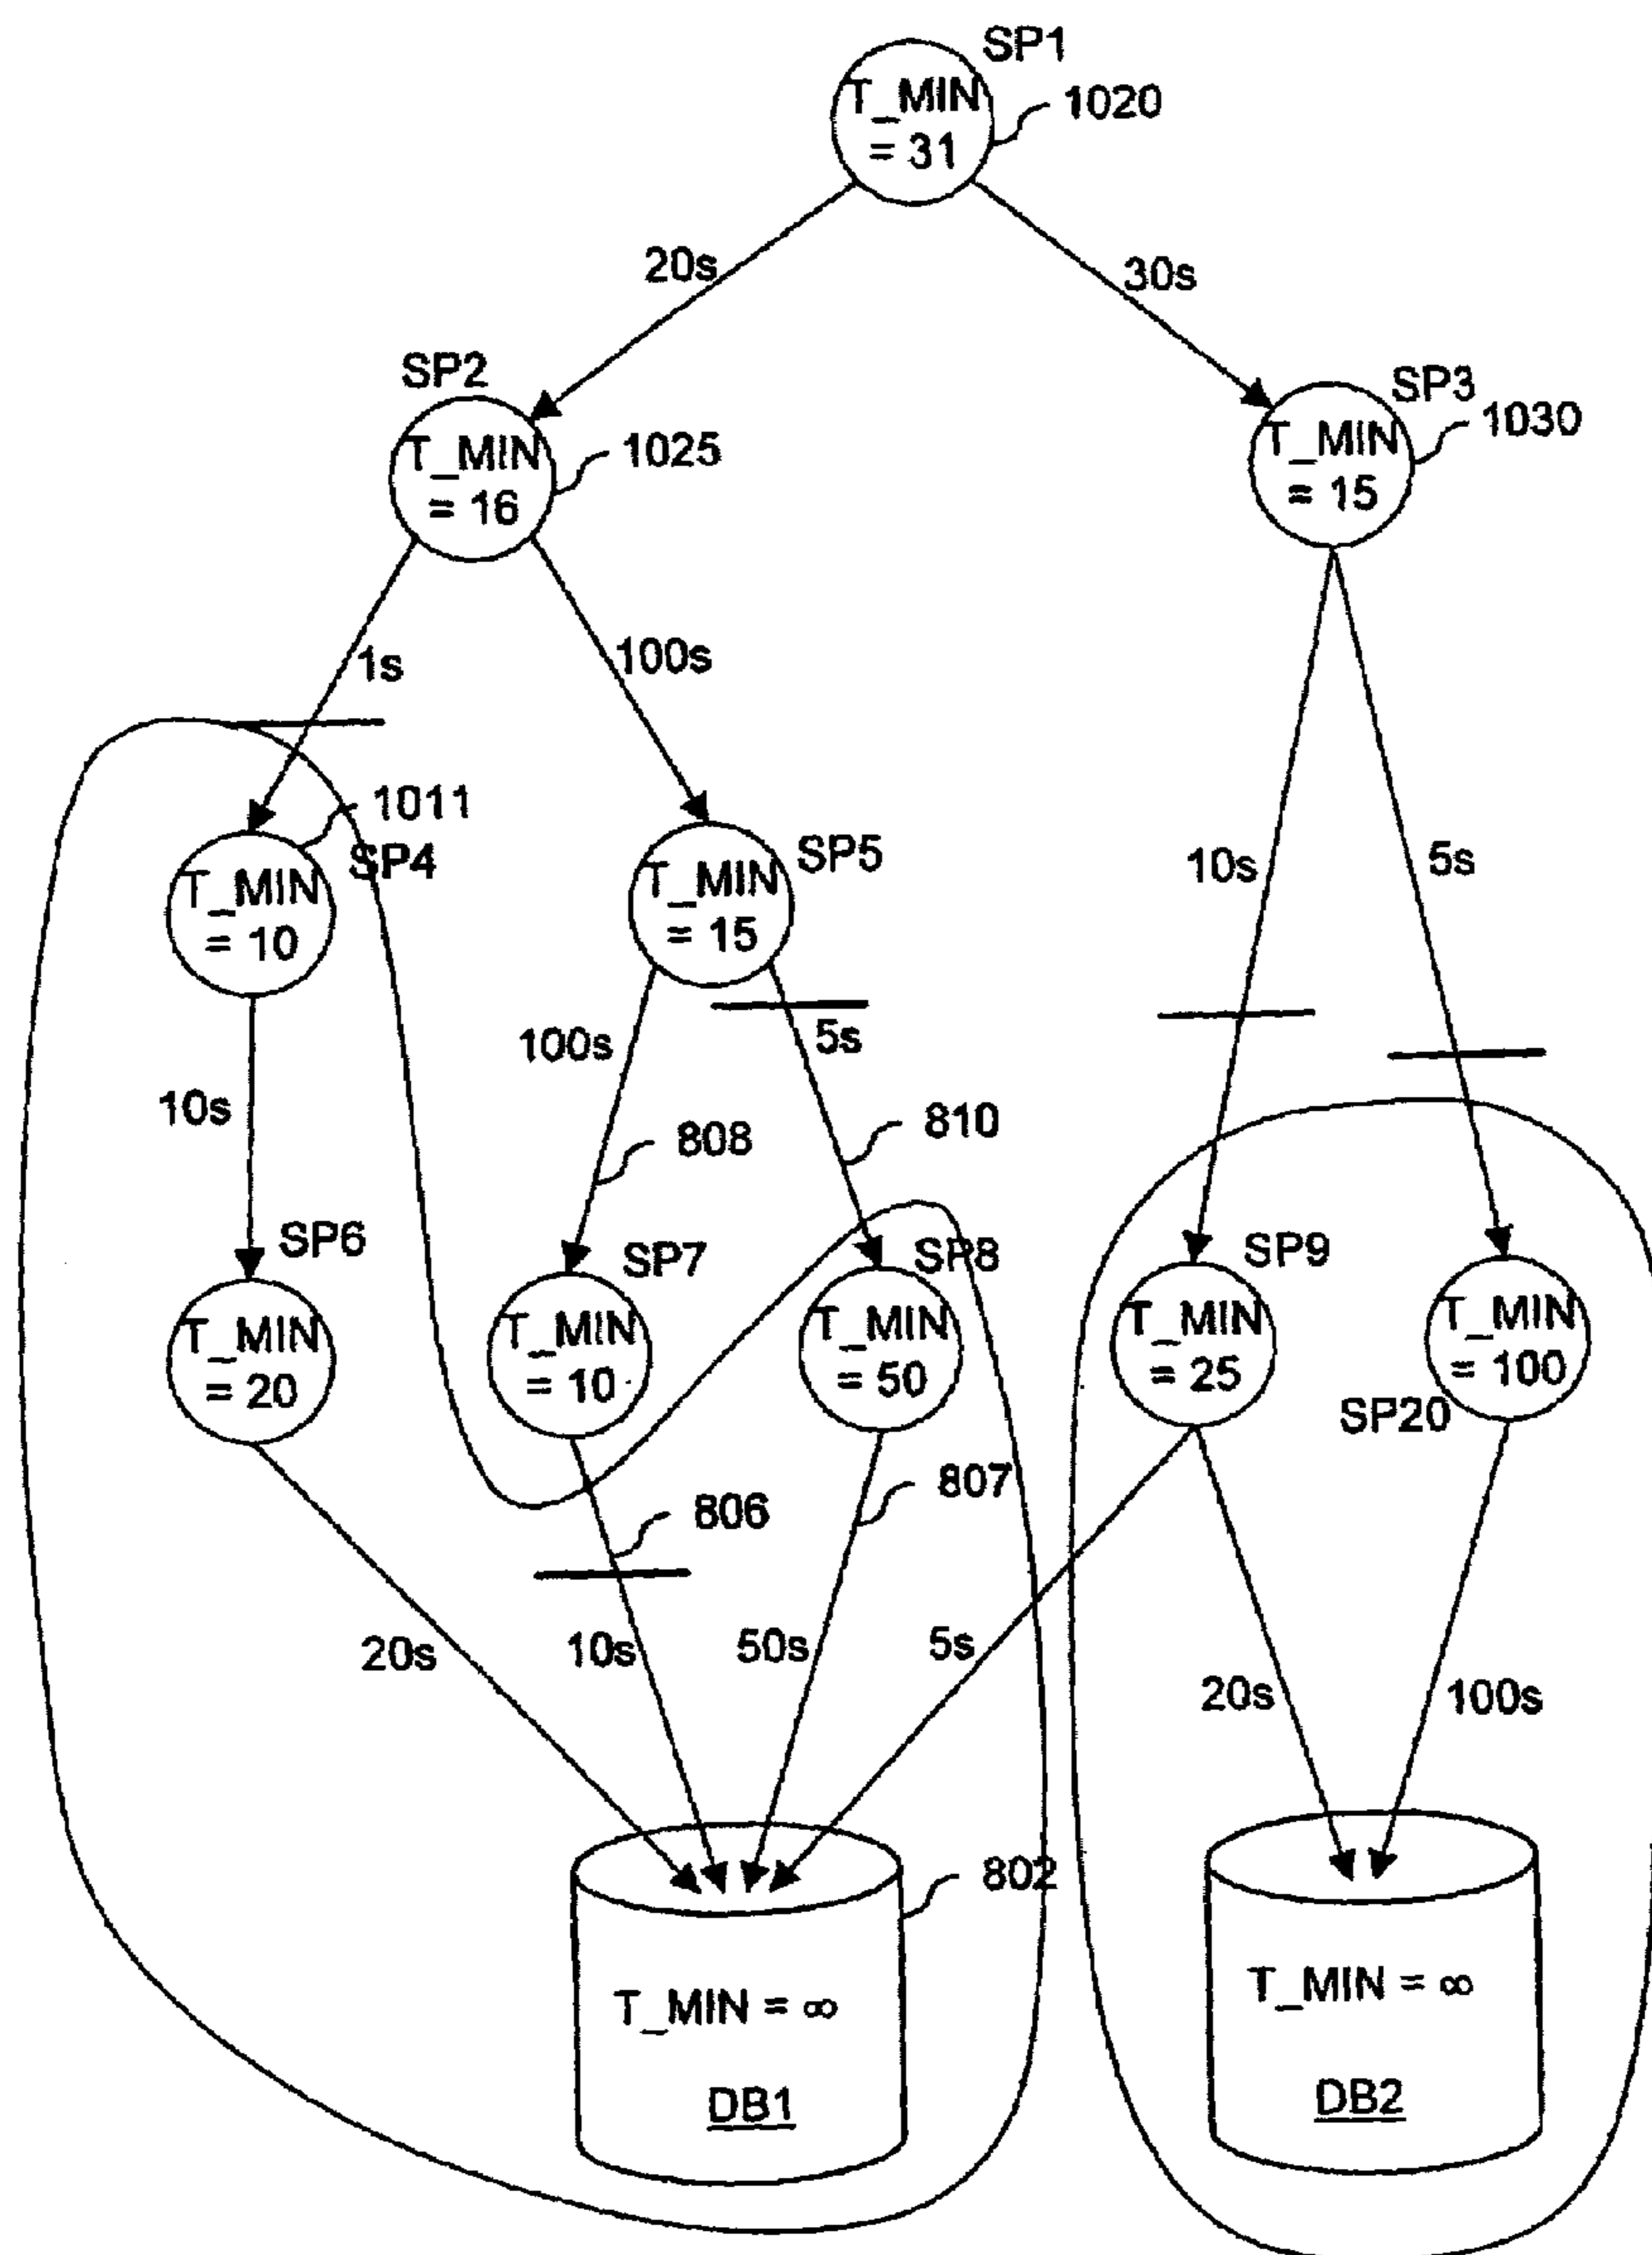 SP1
T_MIN
= 31
1020
20s
30s
SP2
T_MIN
= 16
1025
SP3
T_MIN
= 15
1030
1s
100s
1011
SP4
T_MIN
= 10
SP5
T_MIN
= 15
10s
5s
100s
5s
10s
808
810
SP6
T_MIN
= 20
SP7
T_MIN
= 10
SP8
T_MIN
= 50
SP9
T_MIN
= 25
T_MIN
= 100
SP20
806
807
20s
10s
50s
5s
20s
100s
802
T_MIN = ∞
DB1
T_MIN = ∞
DB2